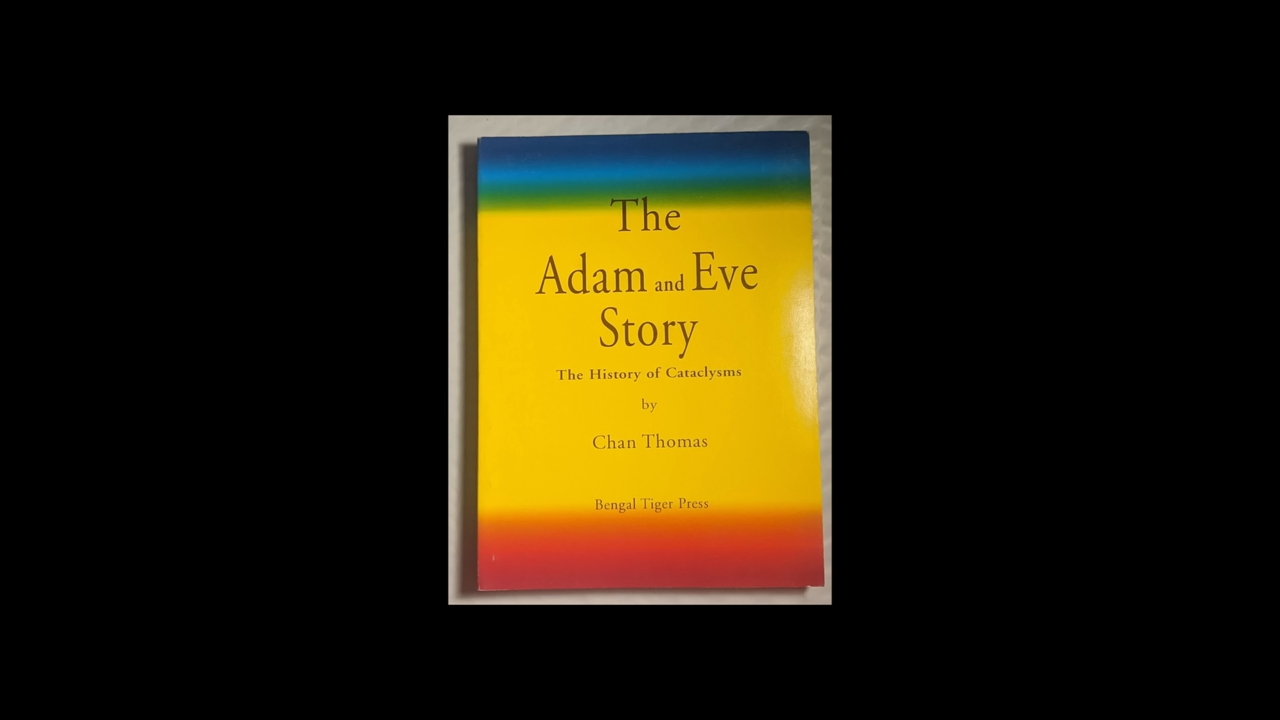 The
Adam and Eve
Story
The History of Cataclysms
by
Chan Thomas
Bengal Tiger Press